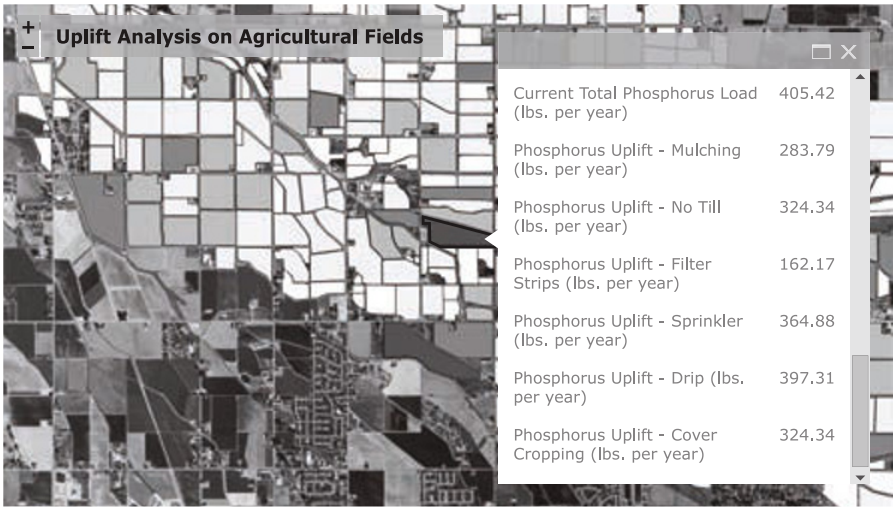 +
−
Uplift Analysis on Agricultural Fields
Current Total Phosphorus Load 405.42
(lbs. per year)
Phosphorus Uplift - Mulching 283.79
(lbs. per year)
Phosphorus Uplift - No Till 324.34
(lbs. per year)
Phosphorus Uplift - Filter 162.17
Strips (lbs. per year)
Phosphorus Uplift - Sprinkler 364.88
(lbs. per year)
Phosphorus Uplift - Drip (lbs. 397.31
per year)
Phosphorus Uplift - Cover 324.34
Cropping (lbs. per year)